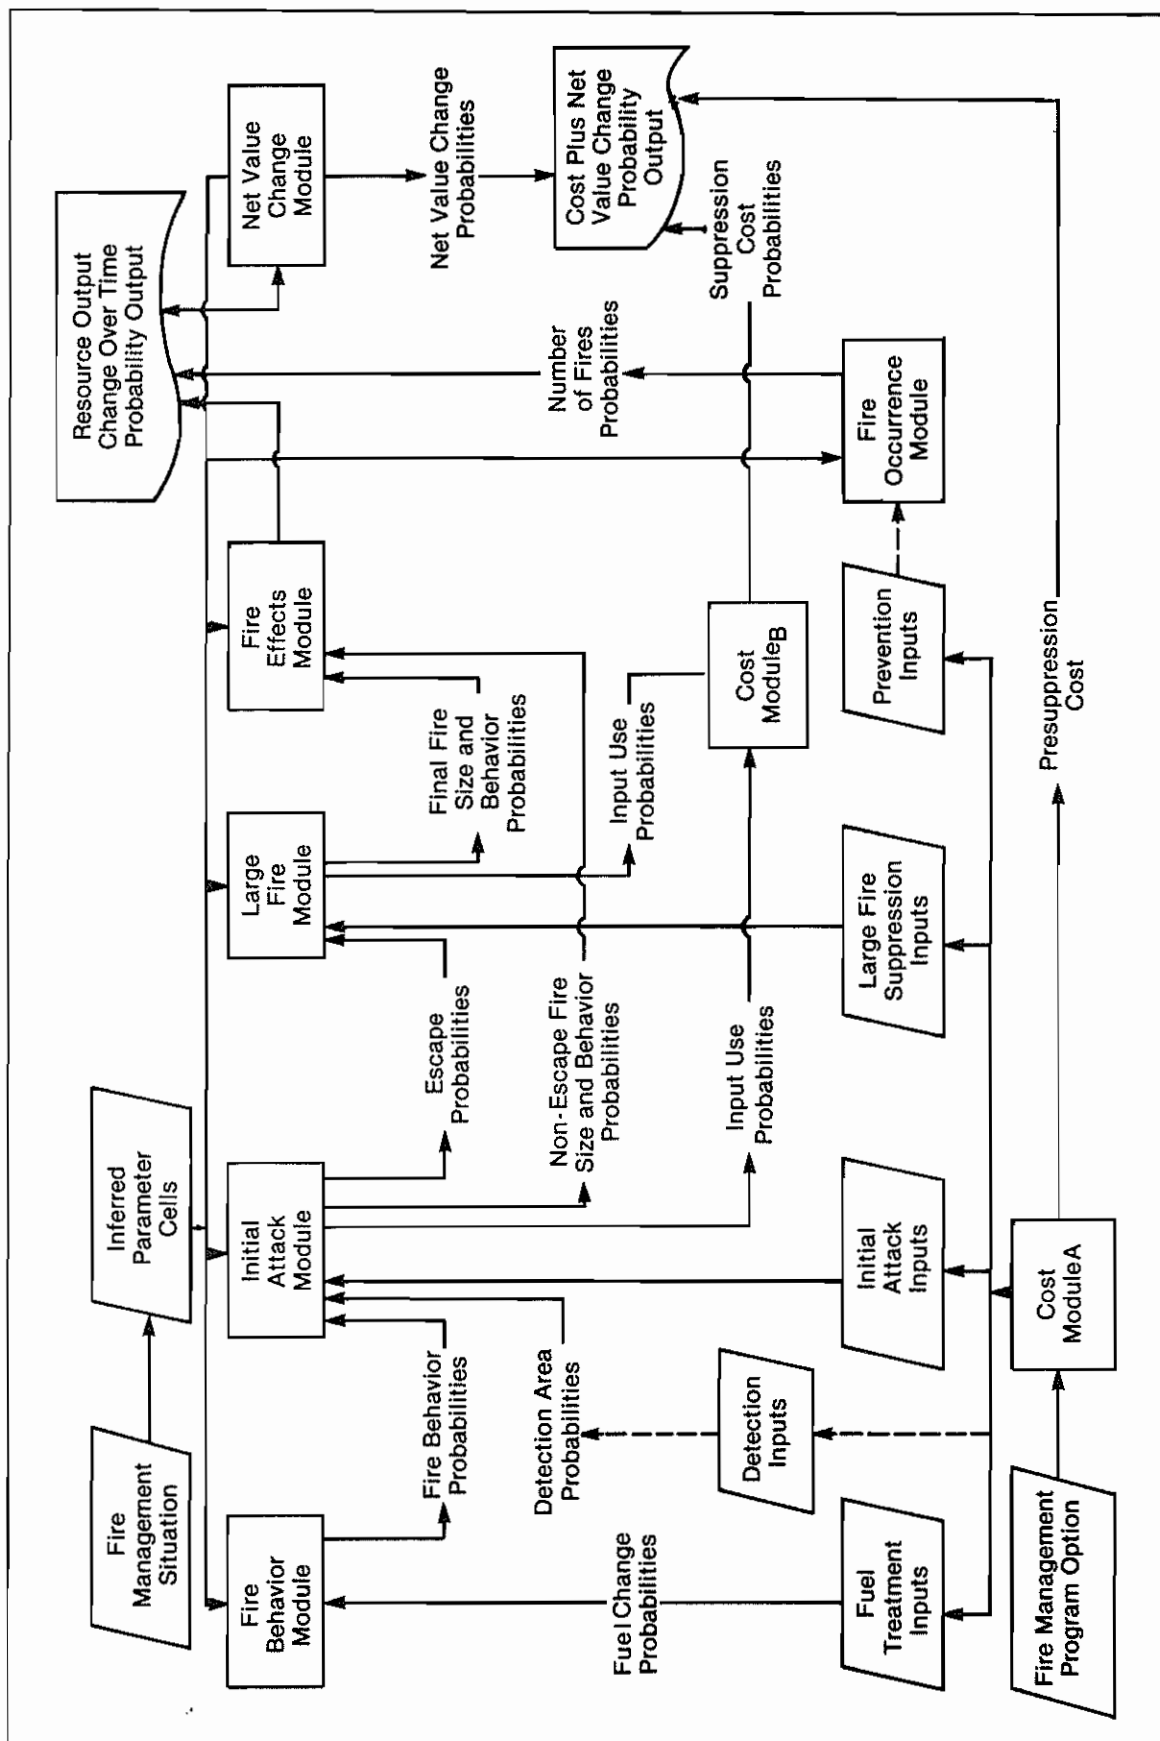 Fire
Management
Situation
Inferred
Parameter
Cells
Resource Output
Change Over Time
Probability Output
Fire
Behavior
Module
Initial
Attack
Module
Large
Fire
Module
Fire
Effects
Module
Net Value
Change
Module
Fire Behavior
Probabilities
Escape
Probabilities
Final Fire
Size and
Behavior
Probabilities
Net Value Change
Probabilities
Detection Area
Probabilities
Non-Escape Fire
Size and Behavior
Probabilities
Input Use
Probabilities
Number
of Fires
Probabilities
Cost Plus Net
Value Change
Probability
Output
Fuel Change
Probabilities
Detection
Inputs
Input Use
Probabilities
Cost
ModuleB
Suppression
Cost
Probabilities
Fuel
Treatment
Inputs
Initial
Attack
Inputs
Large Fire
Suppression
Inputs
Prevention
Inputs
Fire
Occurrence
Module
Fire Management
Program Option
Cost
ModuleA
Presuppression
Cost